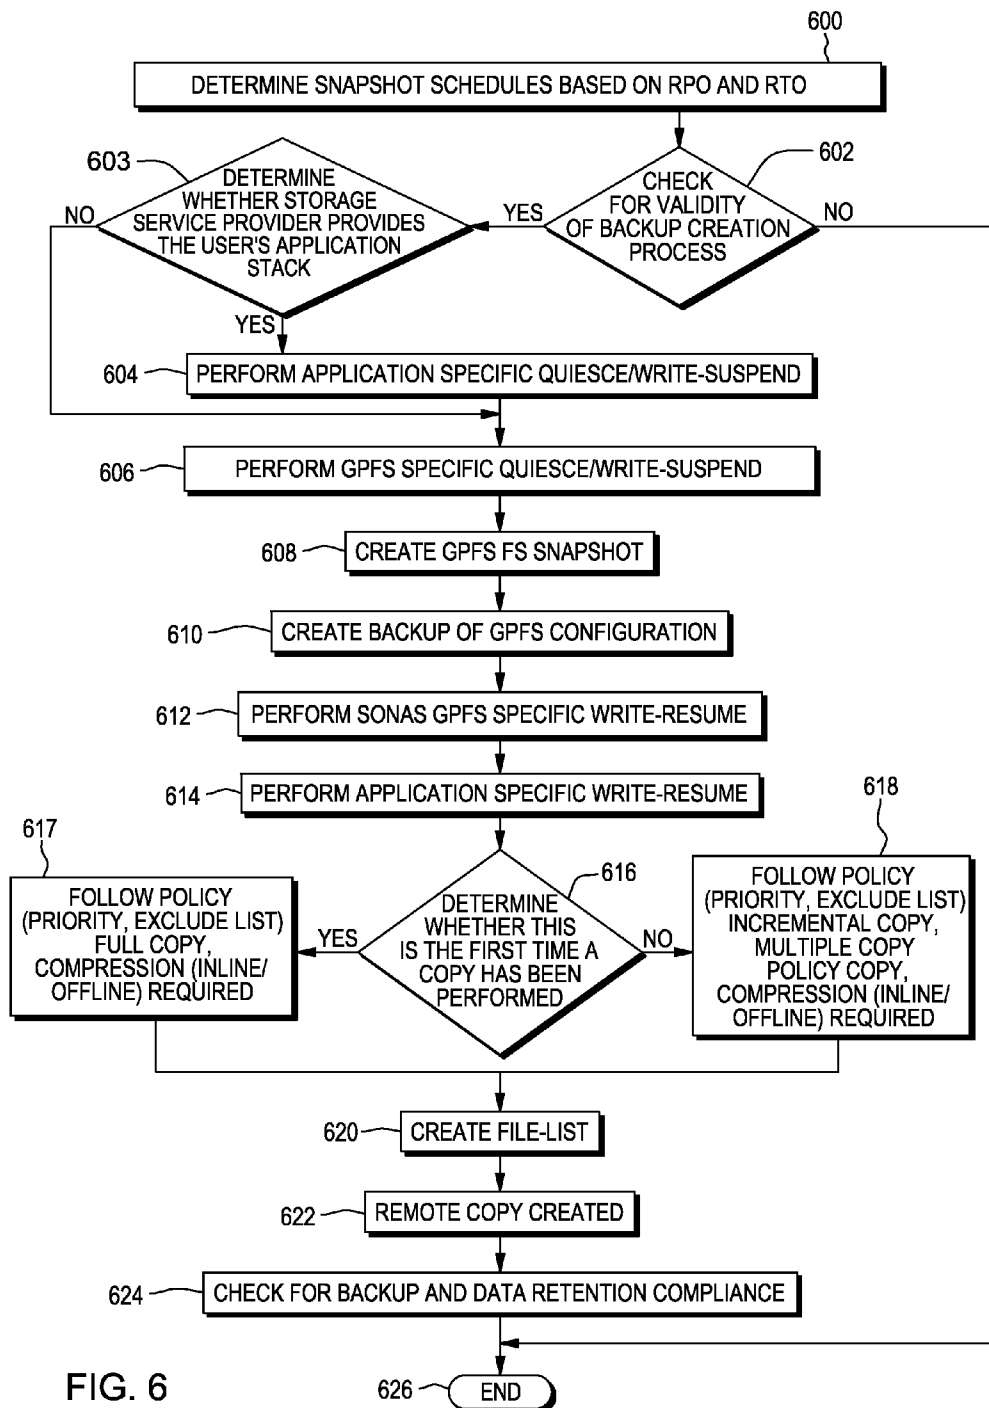 600
DETERMINE SNAPSHOT SCHEDULES BASED ON RPO AND RTO
603
DETERMINE
WHETHER STORAGE
SERVICE PROVIDER PROVIDES
THE USER'S APPLICATION
STACK
NO
YES
602
CHECK
FOR VALIDITY
OF BACKUP CREATION
PROCESS
YES
NO
604
PERFORM APPLICATION SPECIFIC QUIESCE/WRITE-SUSPEND
606
PERFORM GPFS SPECIFIC QUIESCE/WRITE-SUSPEND
608
CREATE GPFS FS SNAPSHOT
610
CREATE BACKUP OF GPFS CONFIGURATION
612
PERFORM SONAS GPFS SPECIFIC WRITE-RESUME
614
PERFORM APPLICATION SPECIFIC WRITE-RESUME
617
FOLLOW POLICY
(PRIORITY, EXCLUDE LIST)
FULL COPY,
COMPRESSION (INLINE/
OFFLINE) REQUIRED
YES
616
DETERMINE
WHETHER THIS
IS THE FIRST TIME A
COPY HAS BEEN
PERFORMED
NO
618
FOLLOW POLICY
(PRIORITY, EXCLUDE LIST)
INCREMENTAL COPY,
MULTIPLE COPY
POLICY COPY,
COMPRESSION (INLINE/
OFFLINE) REQUIRED
620
CREATE FILE-LIST
622
REMOTE COPY CREATED
624
CHECK FOR BACKUP AND DATA RETENTION COMPLIANCE
626
END
FIG. 6